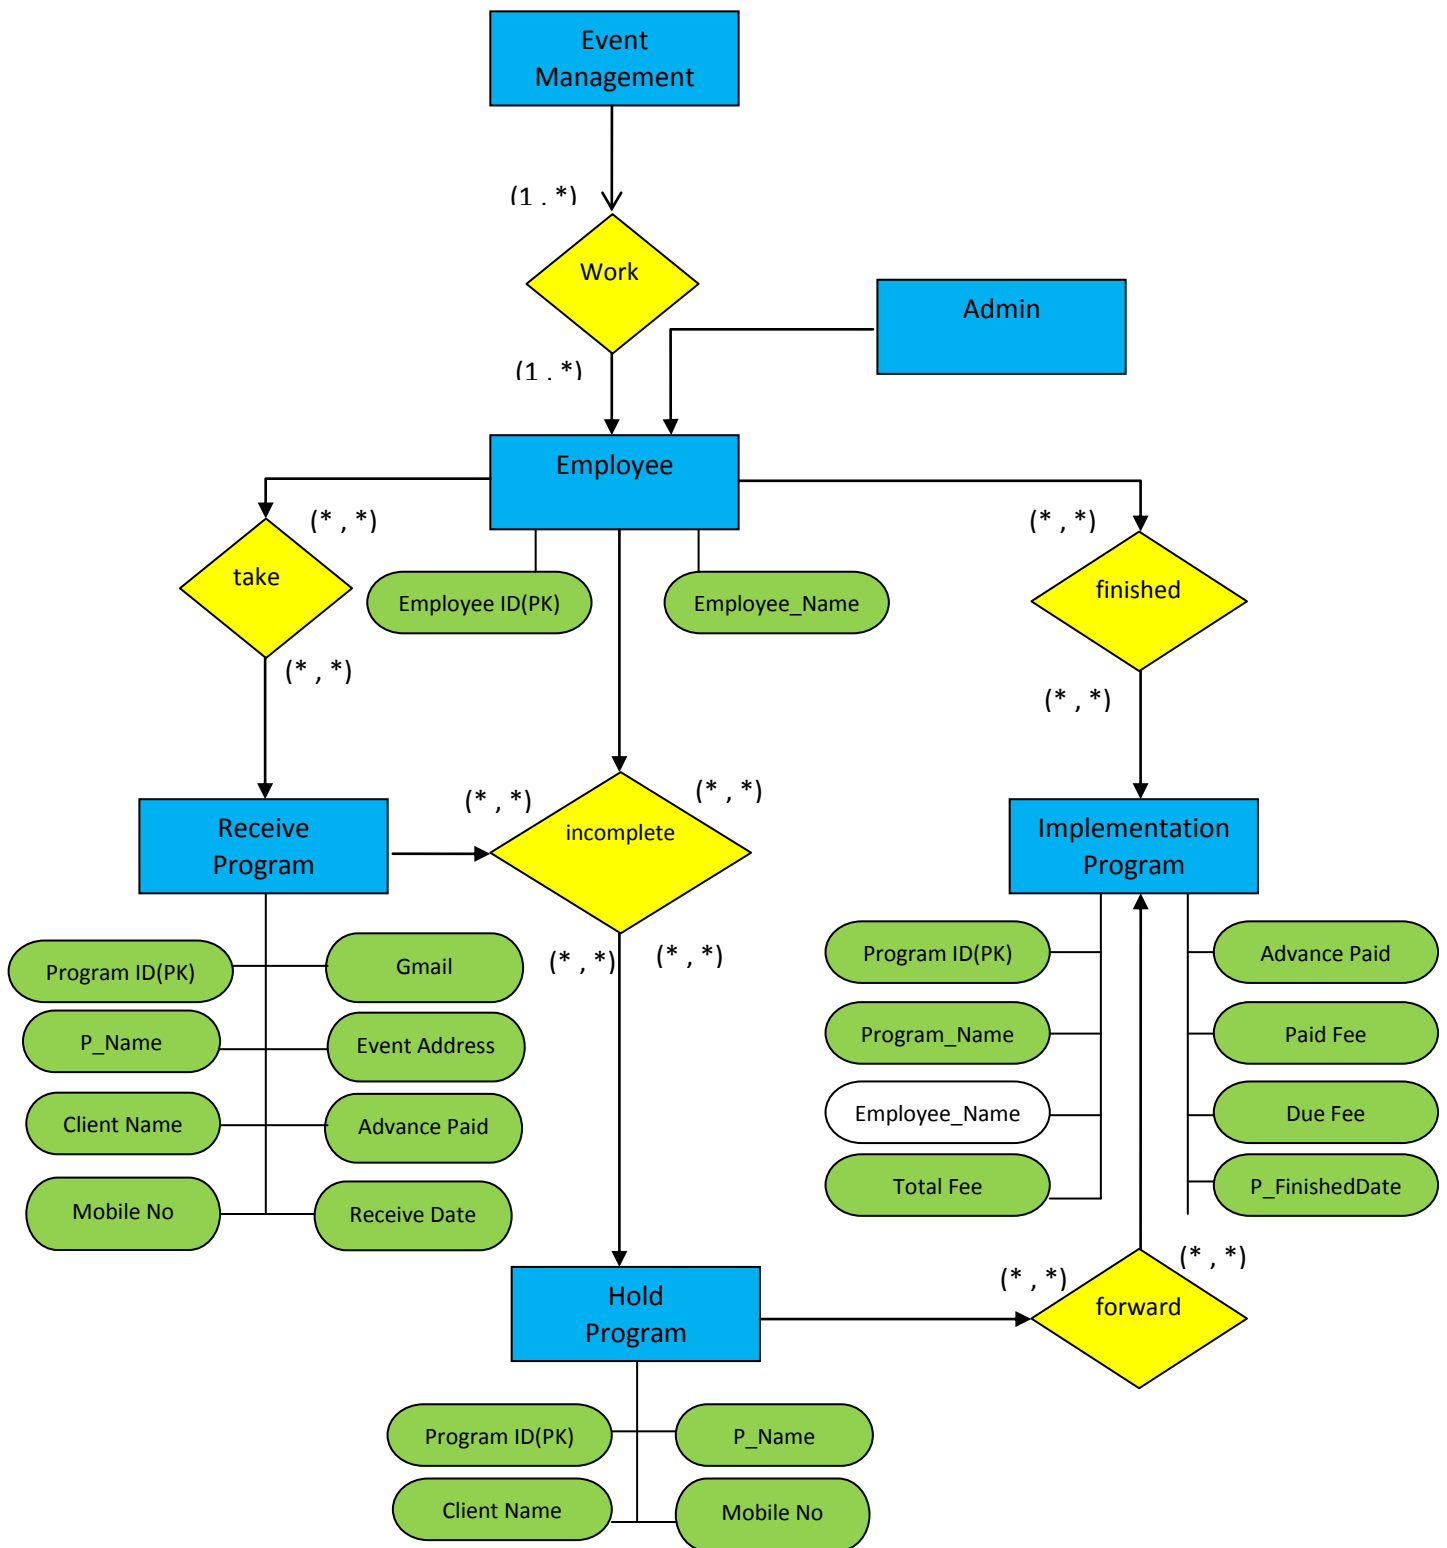 Event
Management
(1 . *)
Work
Admin
(1 . *)
Employee
(* , *)
(* , *)
take
Employee ID(PK)
Employee_Name
finished
(* , *)
(* , *)
Receive
Program
(* , *)
(* , *)
incomplete
Implementation
Program
Program ID(PK)
Gmail
(* , *)
(* , *)
Program ID(PK)
Advance Paid
P_Name
Event Address
Program_Name
Paid Fee
Client Name
Advance Paid
Employee_Name
Due Fee
Mobile No
Receive Date
Total Fee
P_FinishedDate
Hold
Program
(* , *)
(* , *)
forward
Program ID(PK)
P_Name
Client Name
Mobile No